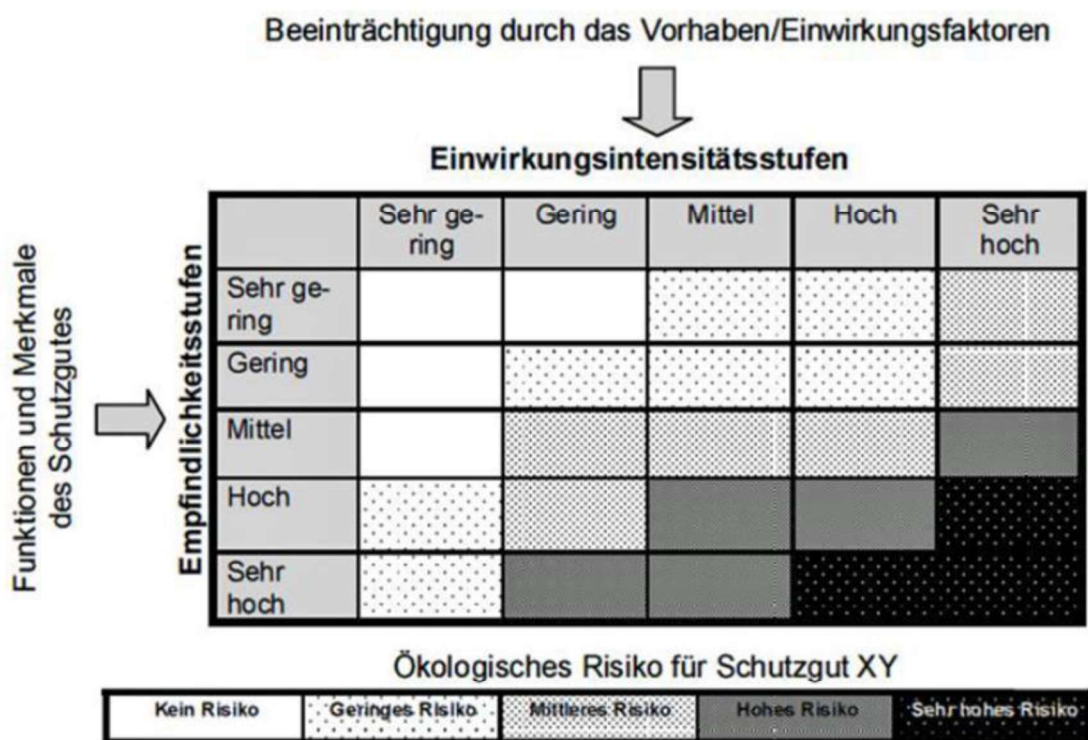 Beeinträchtigung durch das Vorhaben/Einwirkungsfaktoren
Einwirkungsintensitätsstufen
Funktionen und Merkmale
des Schutzgutes
Empfindlichkeitsstufen
Sehr ge-
ring
Gering
Mittel
Hoch
Sehr
hoch
Sehr ge-
ring
Gering
Mittel
Hoch
Sehr
hoch
Ökologisches Risiko für Schutzgut XY
Kein Risiko
Geringes Risiko
Mittleres Risiko
Hohes Risiko
Sehr hohes Risiko